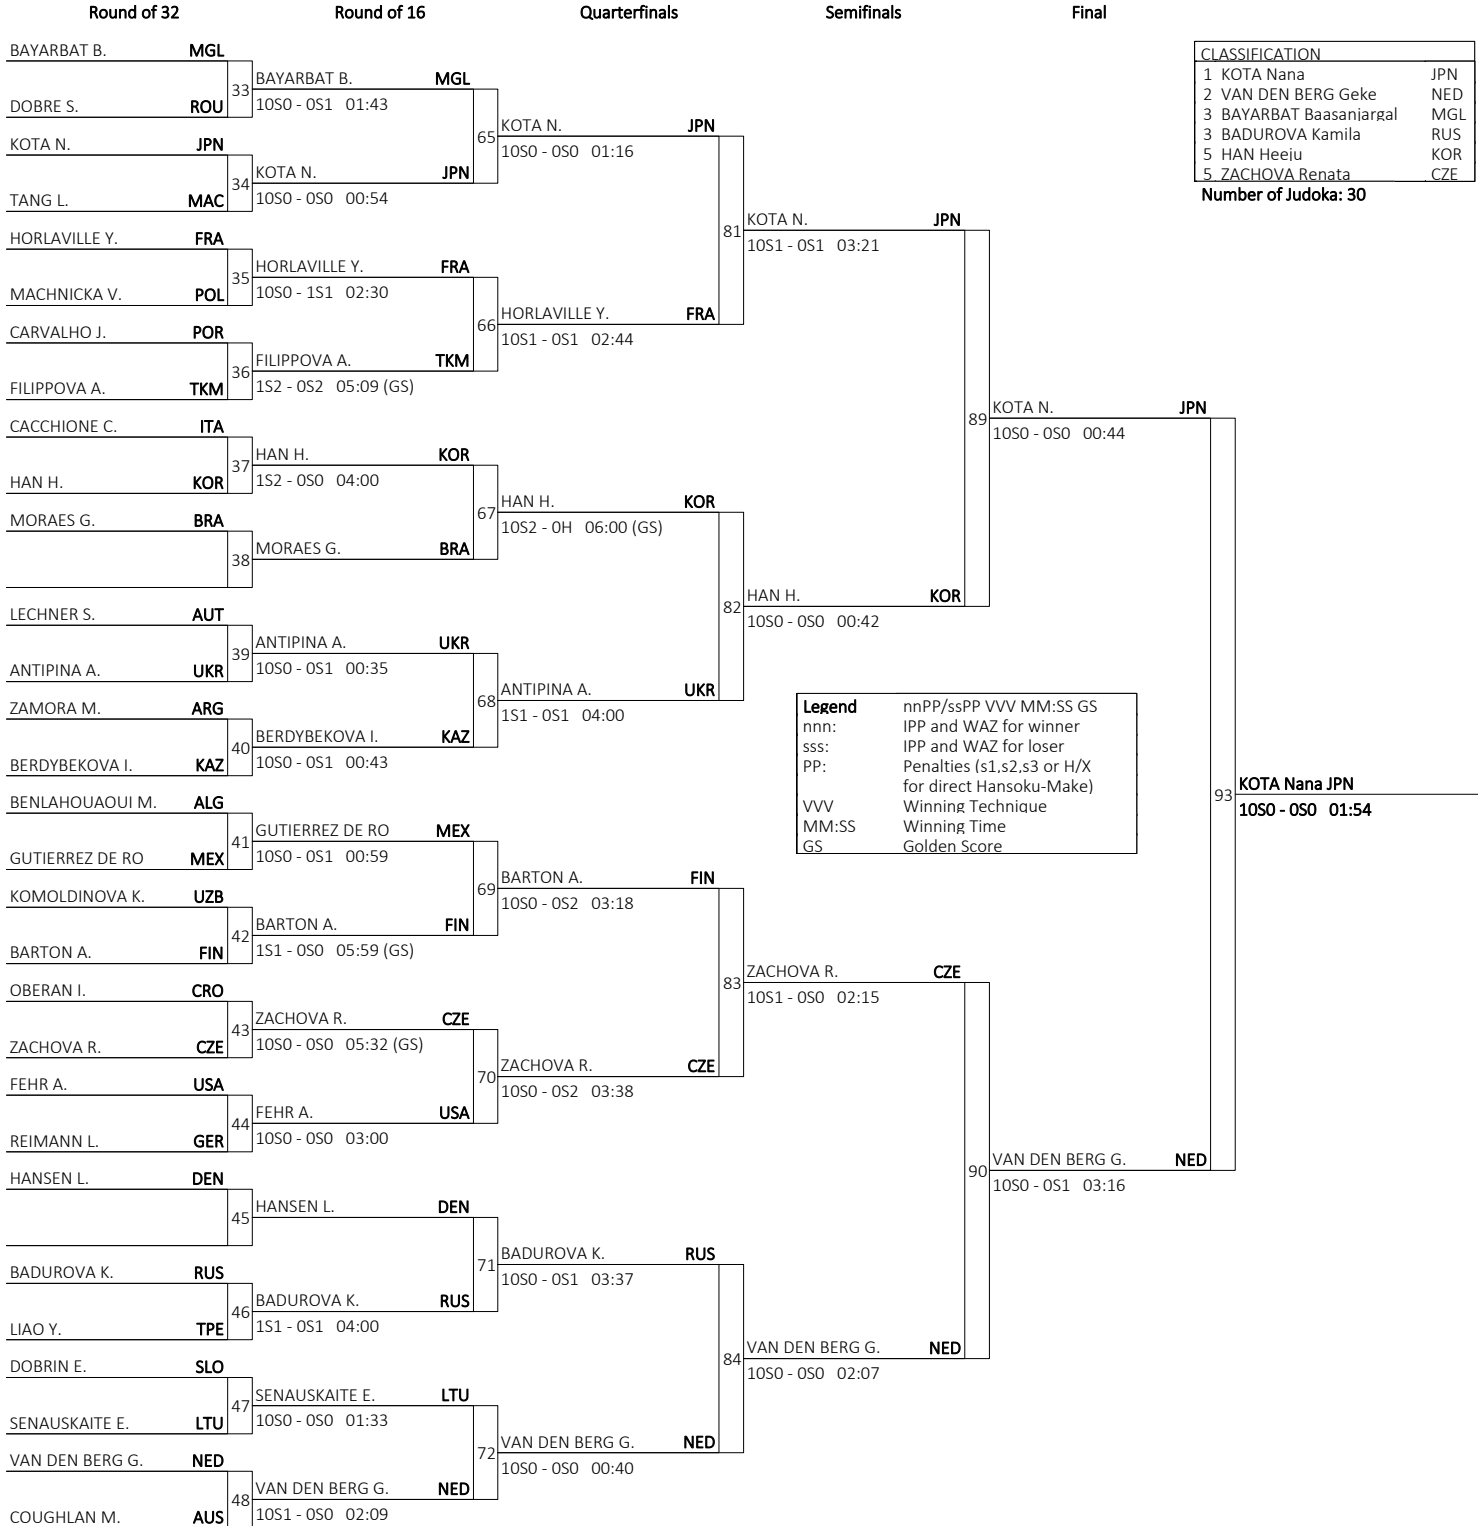 Round of 32
Round of 16
Quarterfinals
Semifinals
Final
BAYARBAT B. MGL
33
DOBRE S. ROU
KOTA N. JPN
34
TANG L. MAC
HORLAVILLE Y. FRA
35
MACHNICKA V. POL
CARVALHO J. POR
36
FILIPPOVA A. TKM
CACCHIONE C. ITA
37
HAN H. KOR
MORAES G. BRA
38
LECHNER S. AUT
39
ANTIPINA A. UKR
ZAMORA M. ARG
40
BERDYBEKOVA I. KAZ
BENLAHOUAOUI M. ALG
41
GUTIERREZ DE RO MEX
KOMOLDINOVA K. UZB
42
BARTON A. FIN
OBERAN I. CRO
43
ZACHOVA R. CZE
FEHR A. USA
44
REIMANN L. GER
HANSEN L. DEN
45
BADUROVA K. RUS
46
LIAO Y. TPE
DOBRIN E. SLO
47
SENAUSKAITE E. LTU
VAN DEN BERG G. NED
48
COUGHLAN M. AUS
BAYARBAT B. MGL
10S0 - 0S1 01:43
65
KOTA N. JPN
10S0 - 0S0 00:54
HORLAVILLE Y. FRA
10S0 - 1S1 02:30
66
FILIPPOVA A. TKM
1S2 - 0S2 05:09 (GS)
HAN H. KOR
1S2 - 0S0 04:00
67
MORAES G. BRA
ANTIPINA A. UKR
10S0 - 0S1 00:35
68
BERDYBEKOVA I. KAZ
10S0 - 0S1 00:43
GUTIERREZ DE RO MEX
10S0 - 0S1 00:59
69
BARTON A. FIN
1S1 - 0S0 05:59 (GS)
ZACHOVA R. CZE
10S0 - 0S0 05:32 (GS)
70
FEHR A. USA
10S0 - 0S0 03:00
HANSEN L. DEN
71
BADUROVA K. RUS
1S1 - 0S1 04:00
SENAUSKAITE E. LTU
10S0 - 0S0 01:33
72
VAN DEN BERG G. NED
10S1 - 0S0 02:09
KOTA N. JPN
10S0 - 0S0 01:16
81
HORLAVILLE Y. FRA
10S1 - 0S1 02:44
HAN H. KOR
10S2 - 0H 06:00 (GS)
82
ANTIPINA A. UKR
1S1 - 0S1 04:00
BARTON A. FIN
10S0 - 0S2 03:18
83
ZACHOVA R. CZE
10S0 - 0S2 03:38
BADUROVA K. RUS
10S0 - 0S1 03:37
84
VAN DEN BERG G. NED
10S0 - 0S0 00:40
KOTA N. JPN
10S1 - 0S1 03:21
89
HAN H. KOR
10S0 - 0S0 00:42
ZACHOVA R. CZE
10S1 - 0S0 02:15
90
VAN DEN BERG G. NED
10S0 - 0S0 02:07
KOTA N. JPN
10S0 - 0S0 00:44
93
VAN DEN BERG G. NED
10S0 - 0S1 03:16
KOTA Nana JPN
10S0 - 0S0 01:54
CLASSIFICATION
1 KOTA Nana JPN
2 VAN DEN BERG Geke NED
3 BAYARBAT Baasanjargal MGL
3 BADUROVA Kamila RUS
5 HAN Heeju KOR
5 ZACHOVA Renata CZE
Number of Judoka: 30
Legend nnPP/ssPP VVV MM:SS GS
nnn: IPP and WAZ for winner
sss: IPP and WAZ for loser
PP: Penalties (s1,s2,s3 or H/X
for direct Hansoku-Make)
VVV Winning Technique
MM:SS Winning Time
GS Golden Score